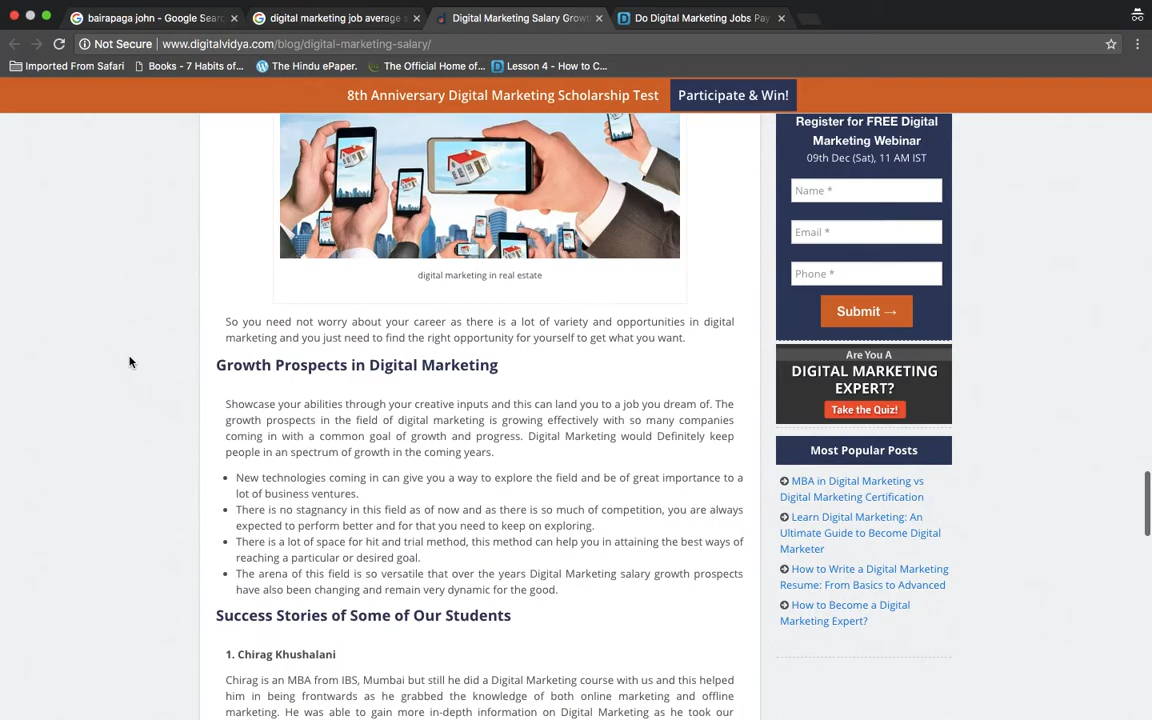 bairapaga john - Google Sear
digital marketing job average s
Digital Marketing Salary Growt
Do Digital Marketing Jobs Pay
Not Secure | www.digitalvidya.com/blog/digital-marketing-salary/
Imported From Safari
Books - 7 Habits of...
The Hindu ePaper.
The Official Home of...
Lesson 4 - How to C...
8th Anniversary Digital Marketing Scholarship Test
Participate & Win!
digital marketing in real estate
So you need not worry about your career as there is a lot of variety and opportunities in digital
marketing and you just need to find the right opportunity for yourself to get what you want.
Growth Prospects in Digital Marketing
Showcase your abilities through your creative inputs and this can land you to a job you dream of. The
growth prospects in the field of digital marketing is growing effectively with so many companies
coming in with a common goal of growth and progress. Digital Marketing would Definitely keep
people in an spectrum of growth in the coming years.
• New technologies coming in can give you a way to explore the field and be of great importance to a
lot of business ventures.
• There is no stagnancy in this field as of now and as there is so much of competition, you are always
expected to perform better and for that you need to keep on exploring.
• There is a lot of space for hit and trial method, this method can help you in attaining the best ways of
reaching a particular or desired goal.
• The arena of this field is so versatile that over the years Digital Marketing salary growth prospects
have also been changing and remain very dynamic for the good.
Success Stories of Some of Our Students
1. Chirag Khushalani
Chirag is an MBA from IBS, Mumbai but still he did a Digital Marketing course with us and this helped
him in being frontwards as he grabbed the knowledge of both online marketing and offline
marketing. He was able to gain more in-depth information on Digital Marketing as he took our
Register for FREE Digital
Marketing Webinar
09th Dec (Sat), 11 AM IST
Name *
Email *
Phone *
Submit →
Are You A
DIGITAL MARKETING
EXPERT?
Take the Quiz!
Most Popular Posts
MBA in Digital Marketing vs
Digital Marketing Certification
Learn Digital Marketing: An
Ultimate Guide to Become Digital
Marketer
How to Write a Digital Marketing
Resume: From Basics to Advanced
How to Become a Digital
Marketing Expert?